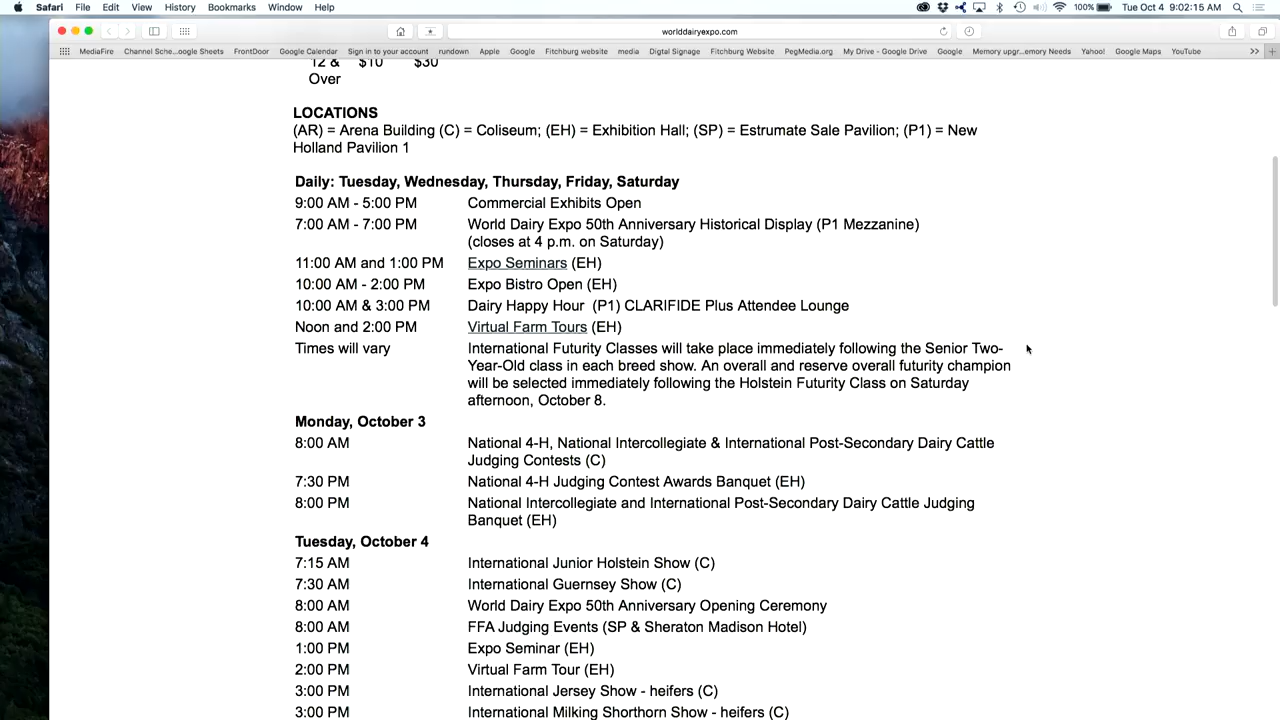 Safari File Edit View History Bookmarks Window Help 100% Tue Oct 4 9:02:15 AM
worlddairyexpo.com
MediaFire Channel Sche...ogle Sheets FrontDoor Google Calendar Sign in to your account rundown Apple Google Fitchburg website media Digtal Signage Fitchburg Website PegMedia.org My Drive - Google Drive Google Memory upgr...emory Needs Yahoo! Google Maps YouTube >>
12 & $10 $30
Over
LOCATIONS
(AR) = Arena Building (C) = Coliseum; (EH) = Exhibition Hall; (SP) = Estrumate Sale Pavilion; (P1) = New
Holland Pavilion 1
Daily: Tuesday, Wednesday, Thursday, Friday, Saturday
9:00 AM - 5:00 PM Commercial Exhibits Open
7:00 AM - 7:00 PM World Dairy Expo 50th Anniversary Historical Display (P1 Mezzanine)
(closes at 4 p.m. on Saturday)
11:00 AM and 1:00 PM Expo Seminars (EH)
10:00 AM - 2:00 PM Expo Bistro Open (EH)
10:00 AM & 3:00 PM Dairy Happy Hour (P1) CLARIFIDE Plus Attendee Lounge
Noon and 2:00 PM Virtual Farm Tours (EH)
Times will vary International Futurity Classes will take place immediately following the Senior Two-
Year-Old class in each breed show. An overall and reserve overall futurity champion
will be selected immediately following the Holstein Futurity Class on Saturday
afternoon, October 8.
Monday, October 3
8:00 AM National 4-H, National Intercollegiate & International Post-Secondary Dairy Cattle
Judging Contests (C)
7:30 PM National 4-H Judging Contest Awards Banquet (EH)
8:00 PM National Intercollegiate and International Post-Secondary Dairy Cattle Judging
Banquet (EH)
Tuesday, October 4
7:15 AM International Junior Holstein Show (C)
7:30 AM International Guernsey Show (C)
8:00 AM World Dairy Expo 50th Anniversary Opening Ceremony
8:00 AM FFA Judging Events (SP & Sheraton Madison Hotel)
1:00 PM Expo Seminar (EH)
2:00 PM Virtual Farm Tour (EH)
3:00 PM International Jersey Show - heifers (C)
3:00 PM International Milking Shorthorn Show - heifers (C)